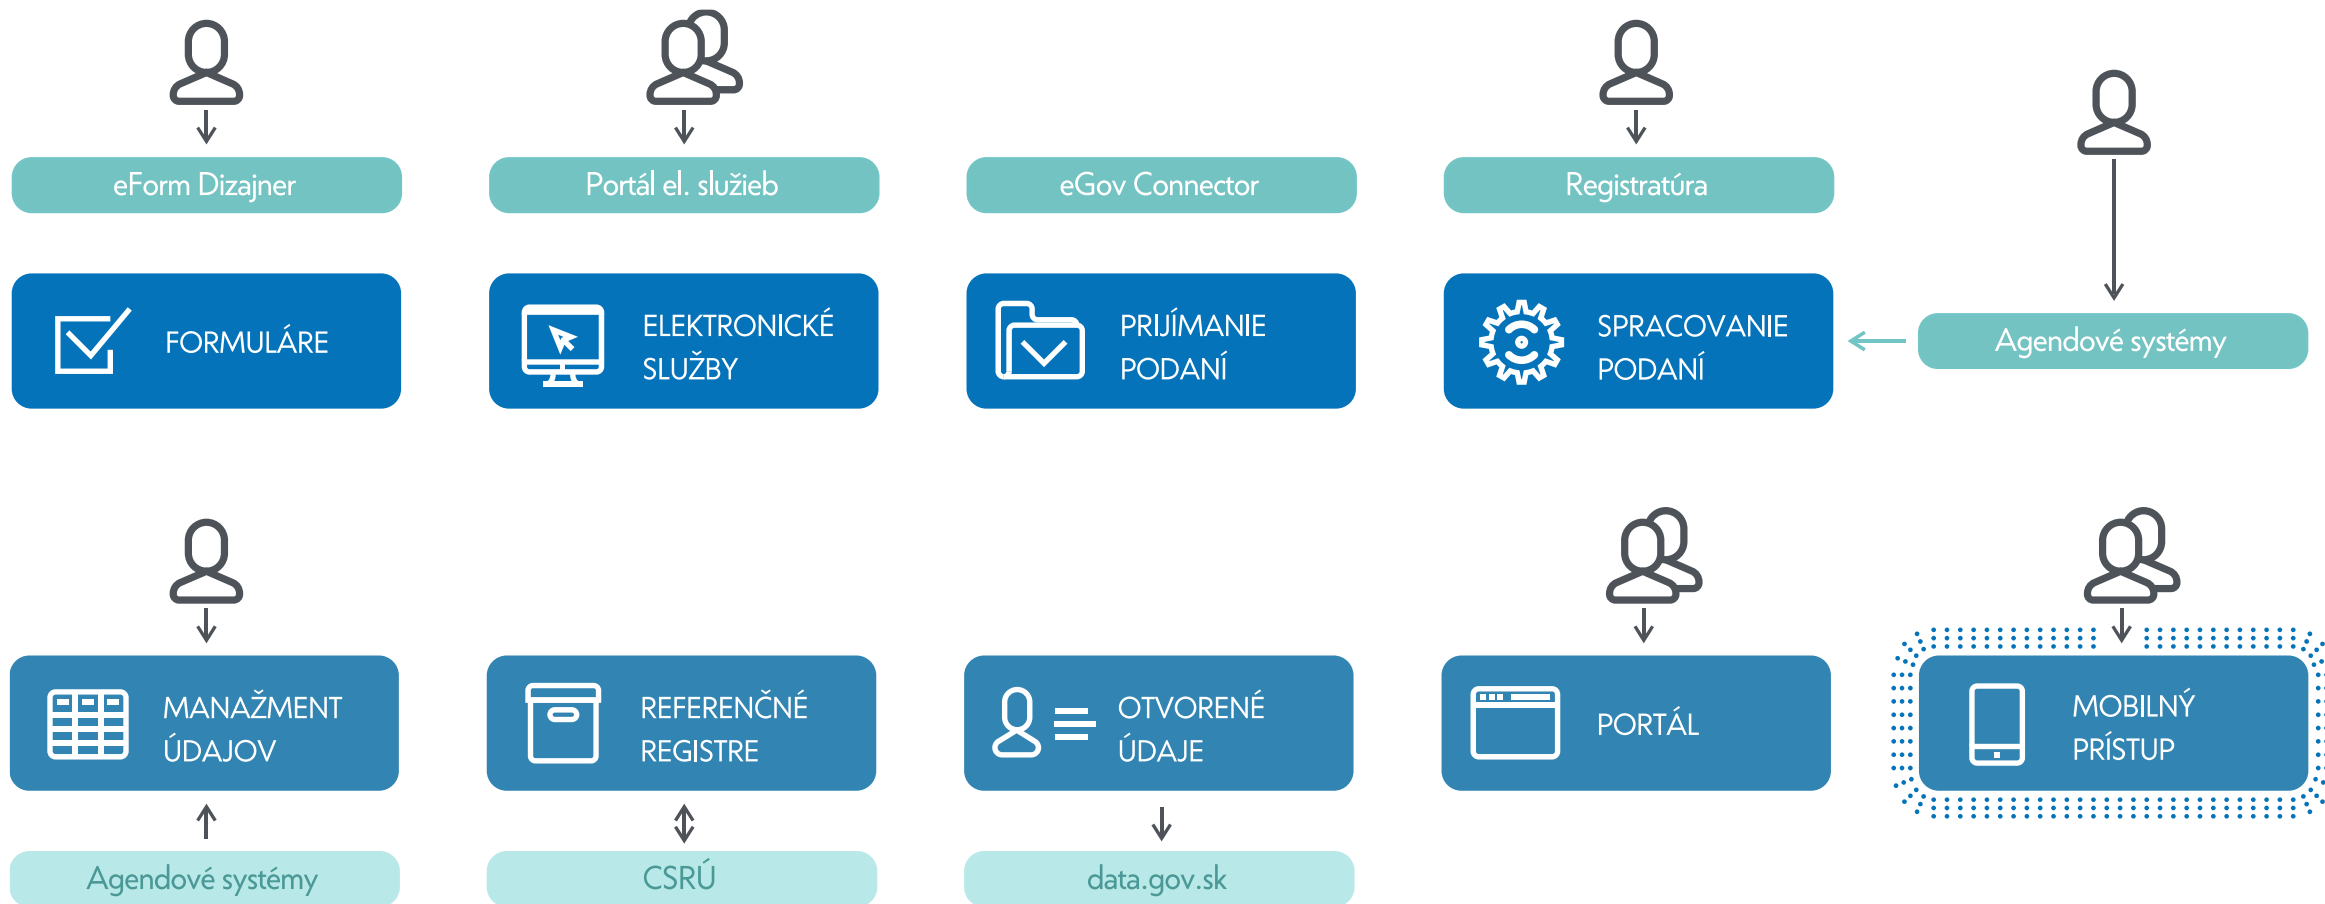 eForm Dizajner
Portál el. služieb
eGov Connector
Registratúra
FORMULÁRE
ELEKTRONICKÉ
SLUŽBY
PRIJÍMANIE
PODANÍ
SPRACOVANIE
PODANÍ
Agendové systémy
MANAŽMENT
ÚDAJOV
REFERENČNÉ
REGISTRE
OTVORENÉ
ÚDAJE
PORTÁL
MOBILNÝ
PRÍSTUP
Agendové systémy
CSRÚ
data.gov.sk